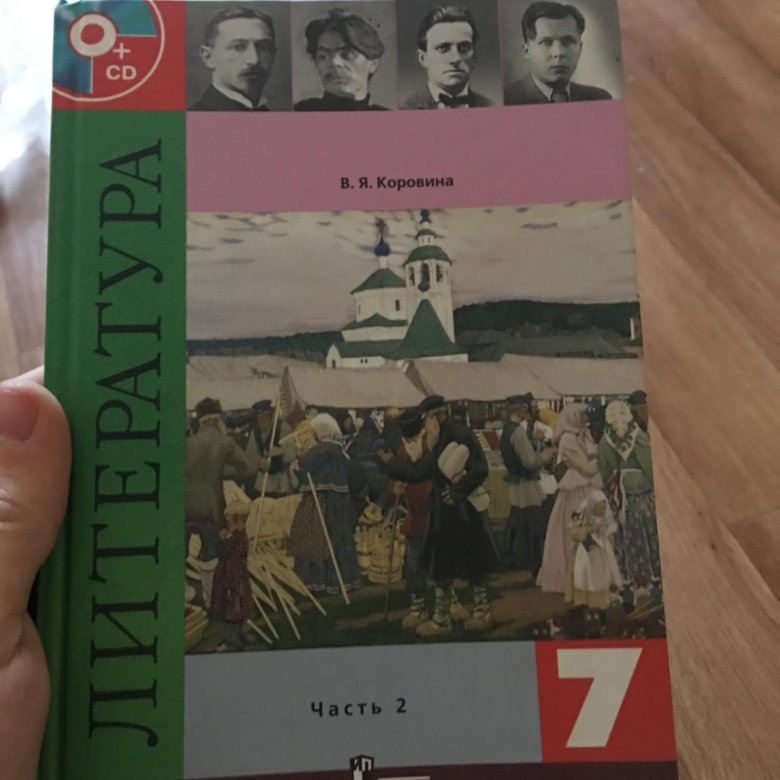 +
CD
В. Я. Коровина
ЛИТЕРАТУРА
Часть 2
7